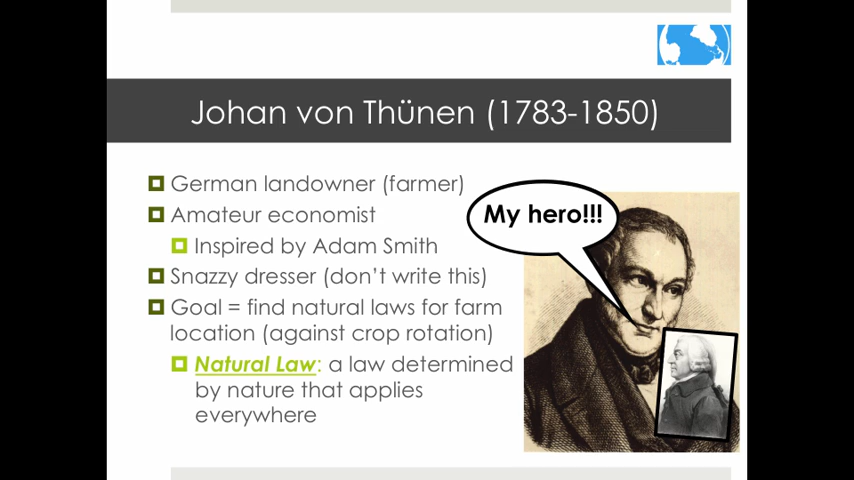 Johan von Thünen (1783-1850)
German landowner (farmer)
Amateur economist
Inspired by Adam Smith
Snazzy dresser (don't write this)
Goal = find natural laws for farm
location (against crop rotation)
Natural Law: a law determined
by nature that applies
everywhere
My hero!!!